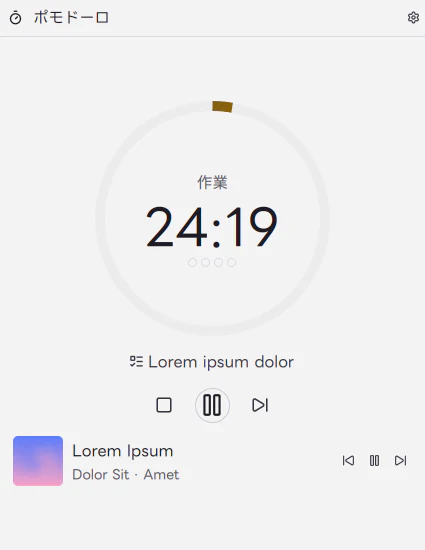 ポモドーロ
作業
24:19
Lorem ipsum dolor
Lorem Ipsum
Dolor Sit · Amet